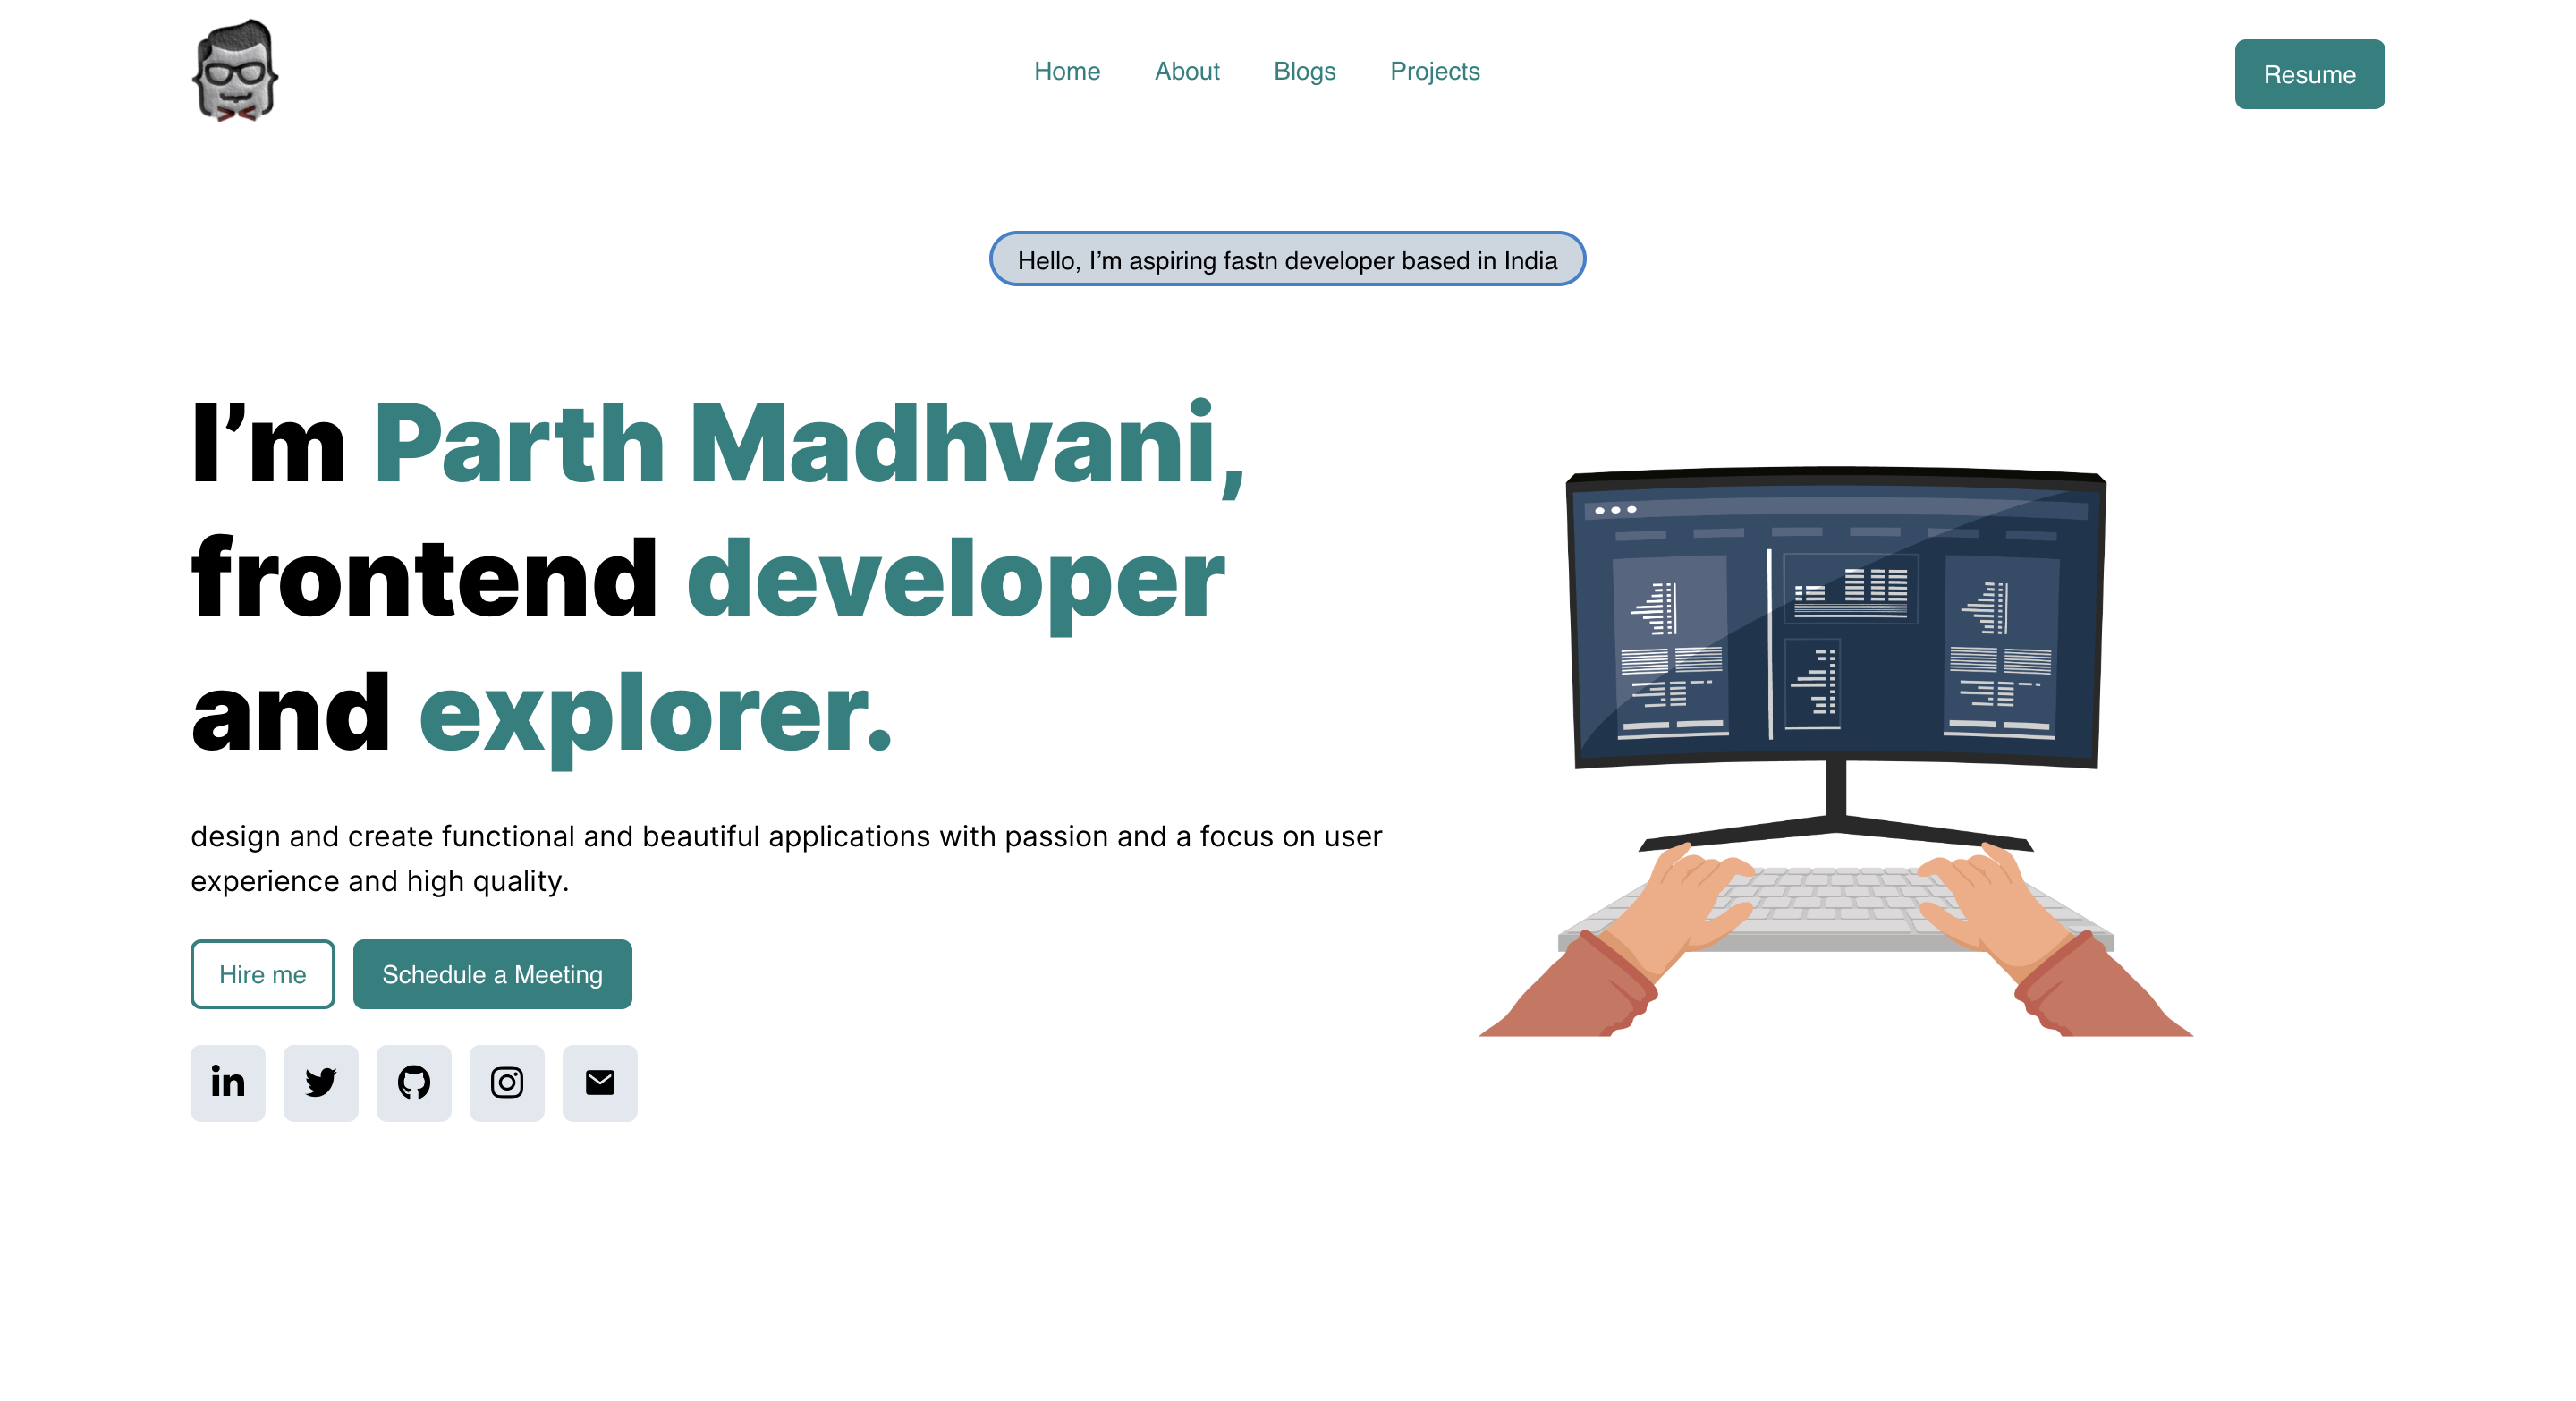 Home About Blogs Projects Resume
Hello, I’m aspiring fastn developer based in India
I’m Parth Madhvani,
frontend developer
and explorer.
design and create functional and beautiful applications with passion and a focus on user
experience and high quality.
Hire me Schedule a Meeting
in